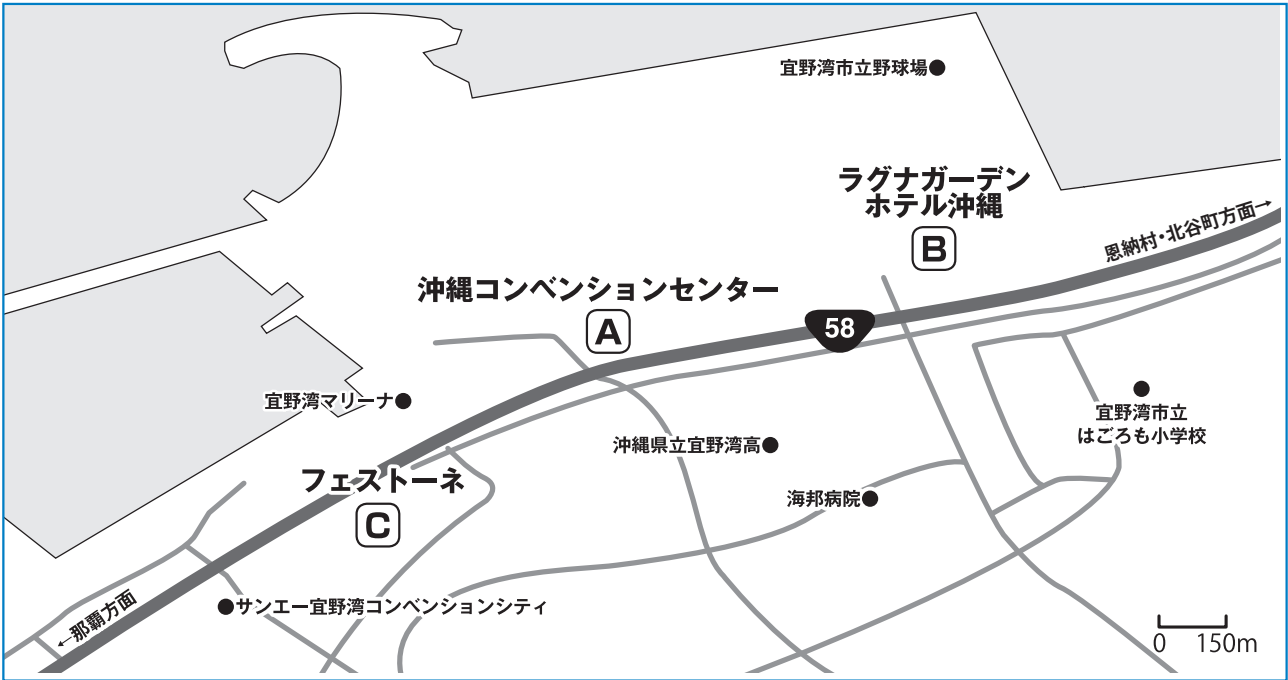 宜野湾市立野球場
ラグナガーデン
ホテル沖縄
B
恩納村・北谷町方面→
沖縄コンベンションセンター
A
58
宜野湾マリーナ
宜野湾市立
はごろも小学校
沖縄県立宜野湾高
フェストーネ
C
海邦病院
サンエー宜野湾コンベンションシティ
←那覇方面
0 150m